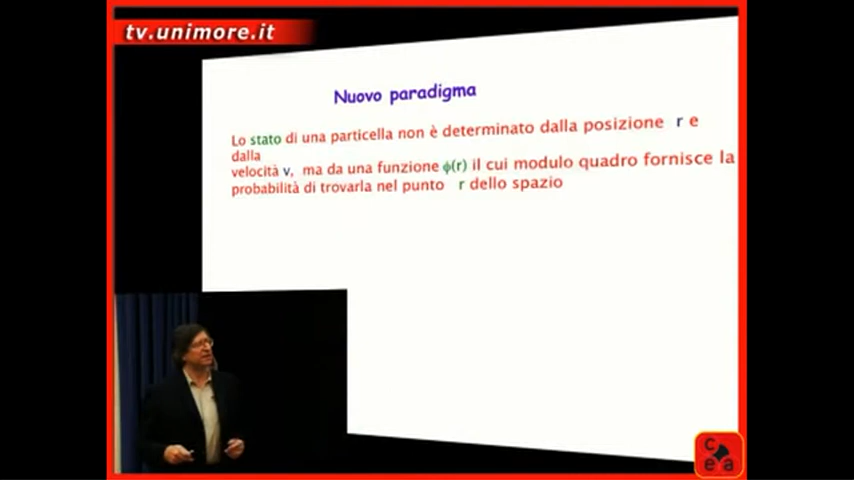 tv.unimore.it
Nuovo paradigma
Lo stato di una particella non è determinato dalla posizione r e
dalla
velocità v, ma da una funzione ϕ(r) il cui modulo quadro fornisce la
probabilità di trovarla nel punto r dello spazio
c
e a